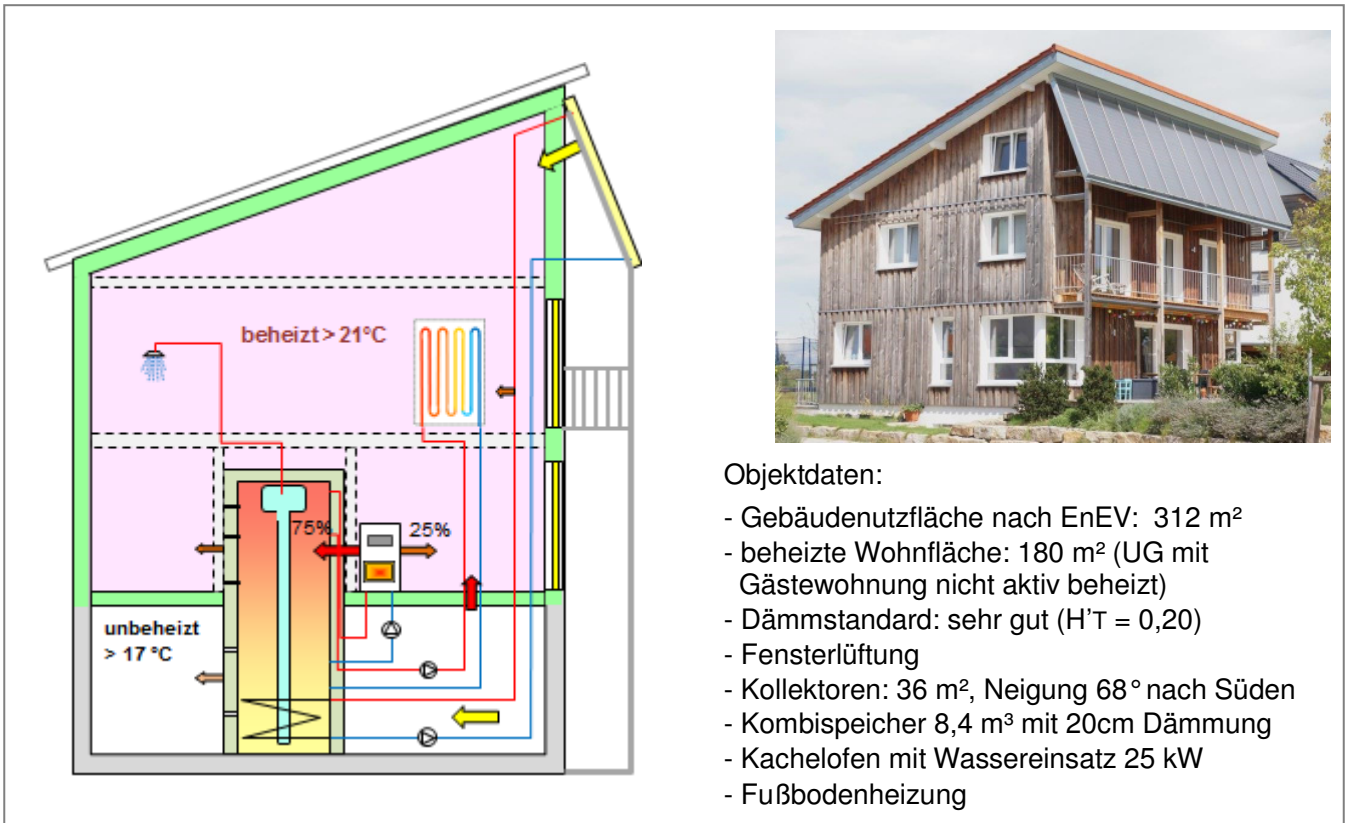 beheizt > 21°C
75%
25%
unbeheizt
> 17 °C
Objektdaten:
- Gebäudenutzfläche nach EnEV: 312 m²
- beheizte Wohnfläche: 180 m² (UG mit
Gästewohnung nicht aktiv beheizt)
- Dämmstandard: sehr gut (H'T = 0,20)
- Fensterlüftung
- Kollektoren: 36 m², Neigung 68° nach Süden
- Kombispeicher 8,4 m³ mit 20cm Dämmung
- Kachelofen mit Wassereinsatz 25 kW
- Fußbodenheizung